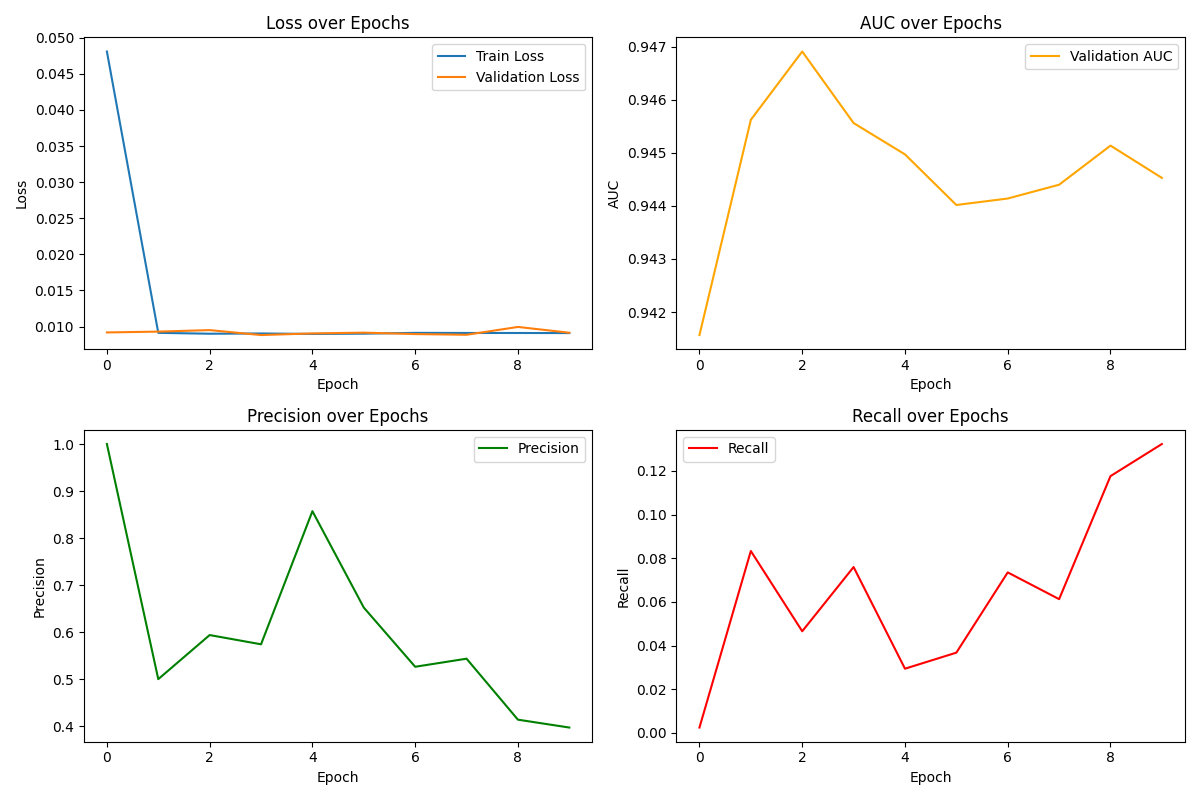 Loss over Epochs
0.050
0.045
0.040
0.035
0.030
0.025
0.020
0.015
0.010
Loss
Train Loss
Validation Loss
0 2 4 6 8
Epoch
AUC over Epochs
0.947
0.946
0.945
0.944
0.943
0.942
AUC
Validation AUC
0 2 4 6 8
Epoch
Precision over Epochs
1.0
0.9
0.8
0.7
0.6
0.5
0.4
Precision
Precision
0 2 4 6 8
Epoch
Recall over Epochs
0.12
0.10
0.08
0.06
0.04
0.02
0.00
Recall
Recall
0 2 4 6 8
Epoch